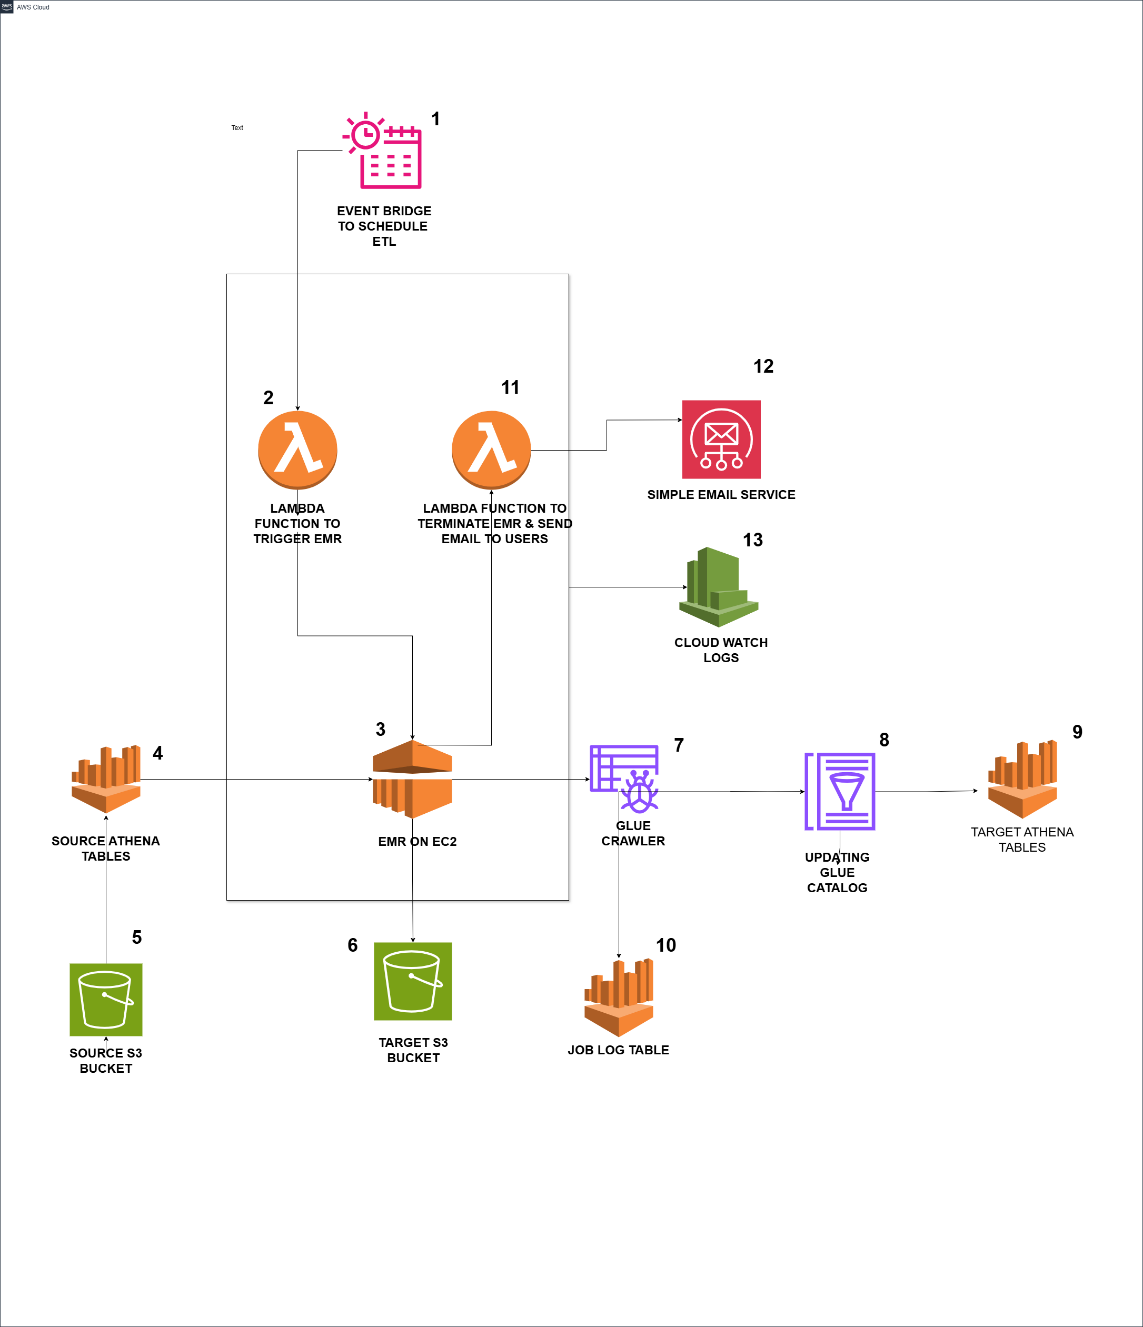 AWS Cloud
Text
1
EVENT BRIDGE
TO SCHEDULE
ETL
2
LAMBDA
FUNCTION TO
TRIGGER EMR
11
LAMBDA FUNCTION TO
TERMINATE EMR & SEND
EMAIL TO USERS
12
SIMPLE EMAIL SERVICE
13
CLOUD WATCH
LOGS
4
SOURCE ATHENA
TABLES
3
EMR ON EC2
7
GLUE
CRAWLER
8
UPDATING
GLUE
CATALOG
9
TARGET ATHENA
TABLES
5
SOURCE S3
BUCKET
6
TARGET S3
BUCKET
10
JOB LOG TABLE